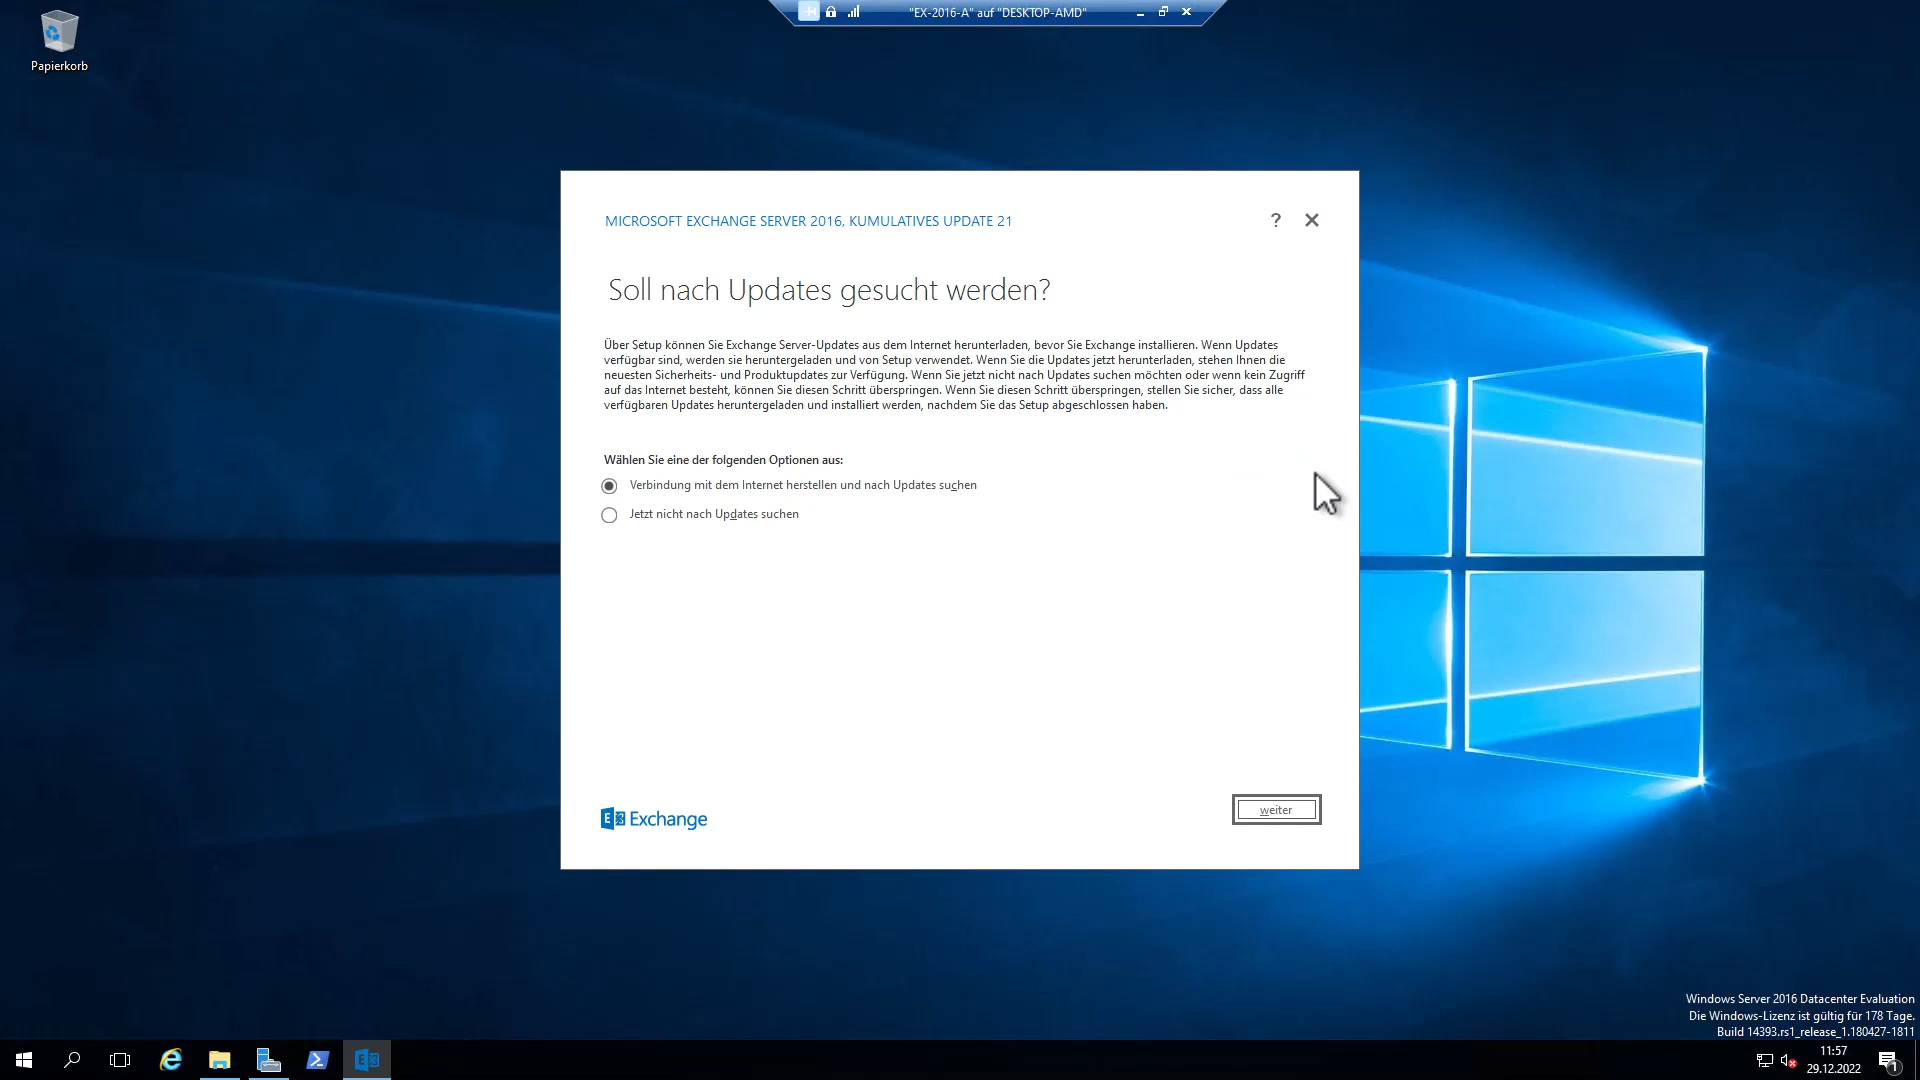 "EX-2016-A" auf "DESKTOP-AMD"
Papierkorb
MICROSOFT EXCHANGE SERVER 2016, KUMULATIVES UPDATE 21
?
Soll nach Updates gesucht werden?
Über Setup können Sie Exchange Server-Updates aus dem Internet herunterladen, bevor Sie Exchange installieren. Wenn Updates
verfügbar sind, werden sie heruntergeladen und von Setup verwendet. Wenn Sie die Updates jetzt herunterladen, stehen Ihnen die
neuesten Sicherheits- und Produktupdates zur Verfügung. Wenn Sie jetzt nicht nach Updates suchen möchten oder wenn kein Zugriff
auf das Internet besteht, können Sie diesen Schritt überspringen. Wenn Sie diesen Schritt überspringen, stellen Sie sicher, dass alle
verfügbaren Updates heruntergeladen und installiert werden, nachdem Sie das Setup abgeschlossen haben.
Wählen Sie eine der folgenden Optionen aus:
Verbindung mit dem Internet herstellen und nach Updates suchen
Jetzt nicht nach Updates suchen
Exchange
weiter
Windows Server 2016 Datacenter Evaluation
Die Windows-Lizenz ist gültig für 178 Tage.
Build 14393.rs1_release_1.180427-1811
11:57
29.12.2022
1